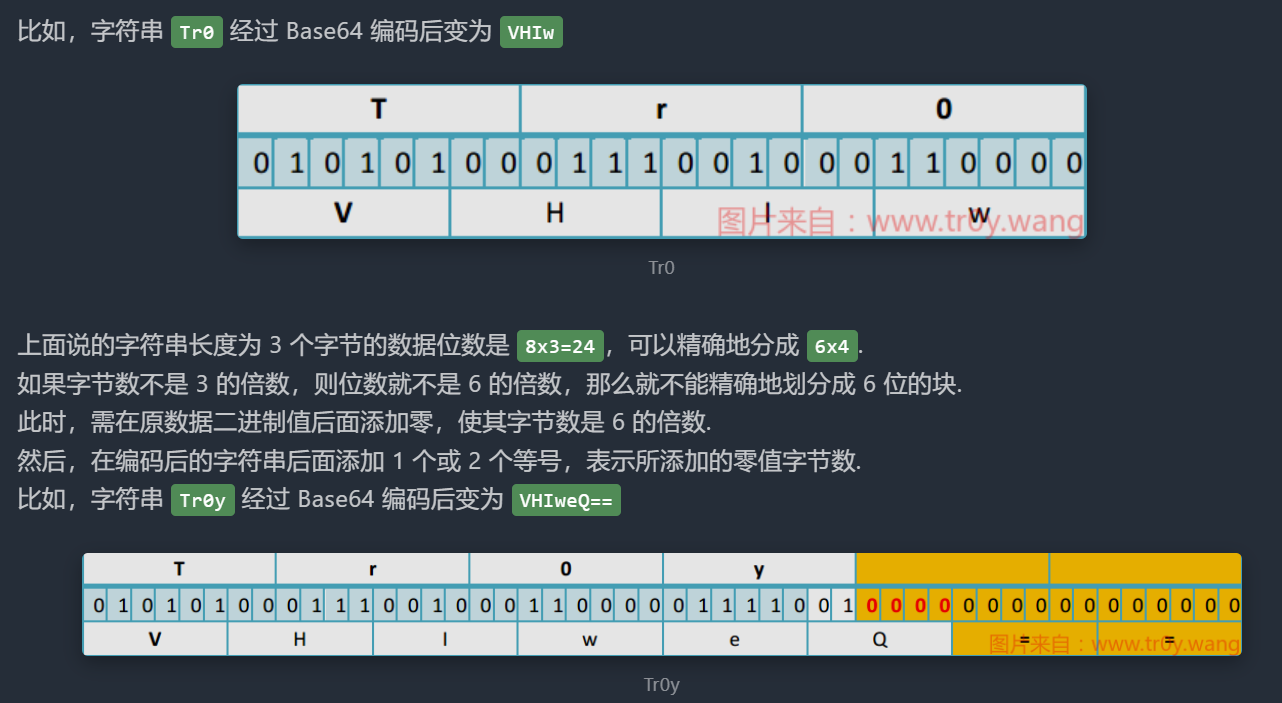 比如，字符串 Tr0 经过 Base64 编码后变为 VHIw
T r 0
0 1 0 1 0 1 0 0 0 1 1 1 0 0 1 0 0 0 1 1 0 0 0 0
V H I w
图片来自：www.tr0y.wang
Tr0
上面说的字符串长度为 3 个字节的数据位数是 8x3=24，可以精确地分成 6x4.
如果字节数不是 3 的倍数，则位数就不是 6 的倍数，那么就不能精确地划分成 6 位的块.
此时，需在原数据二进制值后面添加零，使其字节数是 6 的倍数.
然后，在编码后的字符串后面添加 1 个或 2 个等号，表示所添加的零值字节数.
比如，字符串 Tr0y 经过 Base64 编码后变为 VHIweQ==
T r 0 y
0 1 0 1 0 1 0 0 0 1 1 1 0 0 1 0 0 0 1 1 0 0 0 0 0 1 1 1 1 0 0 1 0 0 0 0 0 0 0 0 0 0 0 0 0 0 0 0
V H I w e Q = =
图片来自：www.tr0y.wang
Tr0y